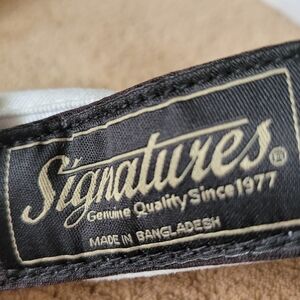 Signatures
Genuine Quality Since 1977
MADE IN BANGLADESH